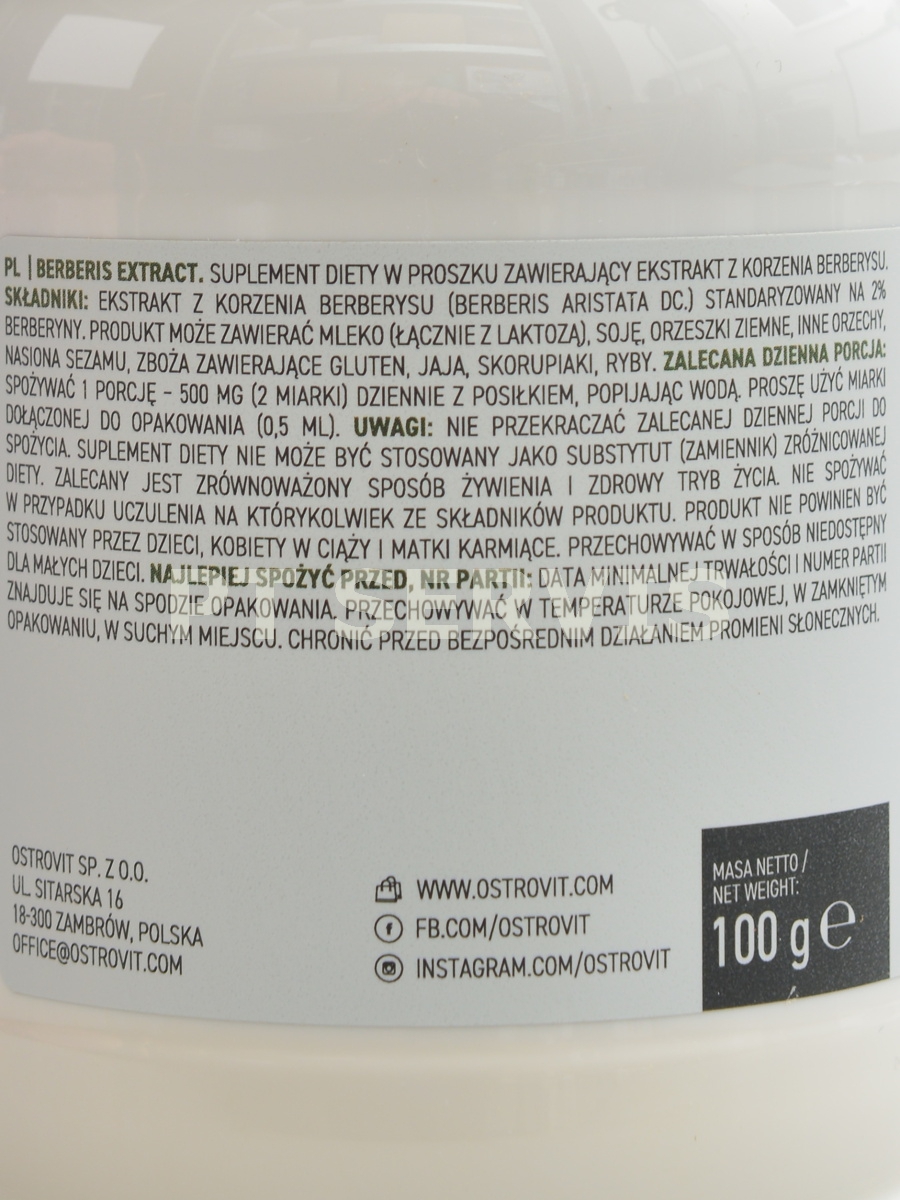 PL | BERBERIS EXTRACT. SUPLEMENT DIETY W PROSZKU ZAWIERAJĄCY EKSTRAKT Z KORZENIA BERBERYSU.
SKŁADNIKI: EKSTRAKT Z KORZENIA BERBERYSU (BERBERIS ARISTATA DC.) STANDARYZOWANY NA 2%
BERBERYNY. PRODUKT MOŻE ZAWIERAĆ MLEKO (ŁĄCZNIE Z LAKTOZĄ), SOJĘ, ORZESZKI ZIEMNE, INNE ORZECHY,
NASIONA SEZAMU, ZBOŻA ZAWIERAJĄCE GLUTEN, JAJA, SKORUPIAKI, RYBY. ZALECANA DZIENNA PORCJA:
SPOŻYWAĆ 1 PORCJĘ – 500 MG (2 MIARKI) DZIENNIE Z POSIŁKIEM, POPIJAJĄC WODĄ. PROSZĘ UŻYĆ MIARKI
DOŁĄCZONEJ DO OPAKOWANIA (0,5 ML). UWAGI: NIE PRZEKRACZAĆ ZALECANEJ DZIENNEJ PORCJI DO
SPOŻYCIA. SUPLEMENT DIETY NIE MOŻE BYĆ STOSOWANY JAKO SUBSTYTUT (ZAMIENNIK) ZRÓŻNICOWANEJ
DIETY. ZALECANY JEST ZRÓWNOWAŻONY SPOSÓB ŻYWIENIA I ZDROWY TRYB ŻYCIA. NIE SPOŻYWAĆ
W PRZYPADKU UCZULENIA NA KTÓRYKOLWIEK ZE SKŁADNIKÓW PRODUKTU. PRODUKT NIE POWINIEN BYĆ
STOSOWANY PRZEZ DZIECI, KOBIETY W CIĄŻY I MATKI KARMIĄCE. PRZECHOWYWAĆ W SPOSÓB NIEDOSTĘPNY
DLA MAŁYCH DZIECI. NAJLEPIEJ SPOŻYĆ PRZED, NR PARTII: DATA MINIMALNEJ TRWAŁOŚCI I NUMER PARTII
ZNAJDUJE SIĘ NA SPODZIE OPAKOWANIA. PRZECHOWYWAĆ W TEMPERATURZE POKOJOWEJ, W ZAMKNIĘTYM
OPAKOWANIU, W SUCHYM MIEJSCU. CHRONIĆ PRZED BEZPOŚREDNIM DZIAŁANIEM PROMIENI SŁONECZNYCH.
PT SERVIS
OSTROVIT SP. Z O.O.
UL. SITARSKA 16
18-300 ZAMBRÓW, POLSKA
OFFICE@OSTROVIT.COM
WWW.OSTROVIT.COM
FB.COM/OSTROVIT
INSTAGRAM.COM/OSTROVIT
MASA NETTO /
NET WEIGHT:
100 g e